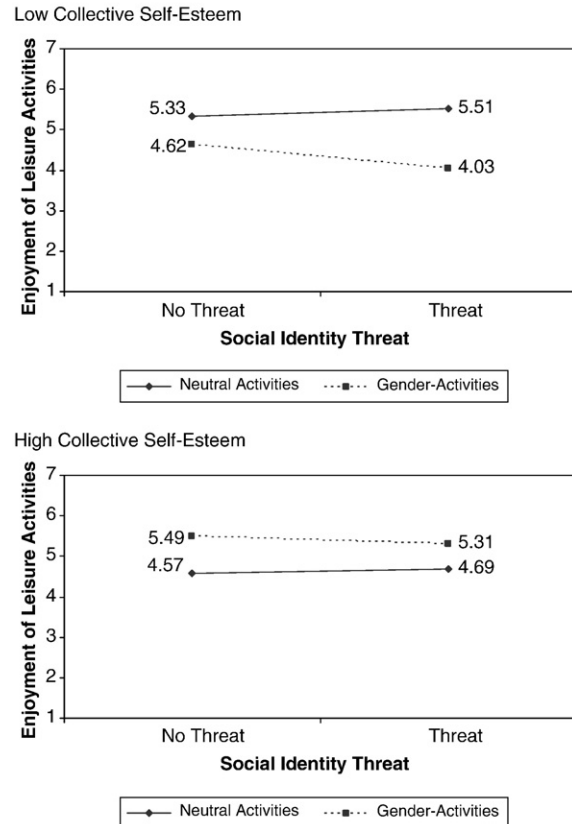 Low Collective Self-Esteem
Enjoyment of Leisure Activities
7
6
5
4
3
2
1
5.33
5.51
4.62
4.03
No Threat
Threat
Social Identity Threat
Neutral Activities
Gender-Activities
High Collective Self-Esteem
Enjoyment of Leisure Activities
7
6
5
4
3
2
1
5.49
5.31
4.57
4.69
No Threat
Threat
Social Identity Threat
Neutral Activities
Gender-Activities